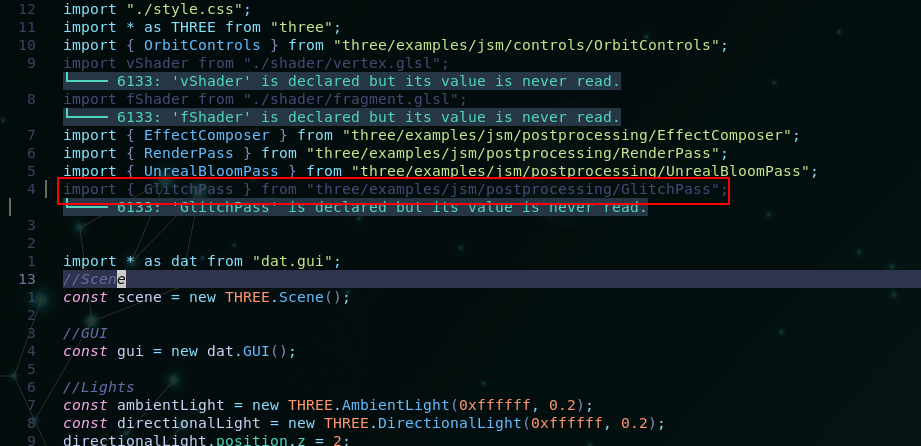 12 import "./style.css";
11 import * as THREE from "three";
10 import { OrbitControls } from "three/examples/jsm/controls/OrbitControls";
9 import vShader from "./shader/vertex.glsl";
6133: 'vShader' is declared but its value is never read.
8 import fShader from "./shader/fragment.glsl";
6133: 'fShader' is declared but its value is never read.
7 import { EffectComposer } from "three/examples/jsm/postprocessing/EffectComposer";
6 import { RenderPass } from "three/examples/jsm/postprocessing/RenderPass";
5 import { UnrealBloomPass } from "three/examples/jsm/postprocessing/UnrealBloomPass";
4 import { GlitchPass } from "three/examples/jsm/postprocessing/GlitchPass";
6133: 'GlitchPass' is declared but its value is never read.
3
2
1 import * as dat from "dat.gui";
13 //Scene
1 const scene = new THREE.Scene();
2
3 //GUI
4 const gui = new dat.GUI();
5
6 //Lights
7 const ambientLight = new THREE.AmbientLight(0xffffff, 0.2);
8 const directionalLight = new THREE.DirectionalLight(0xffffff, 0.2);
9 directionalLight.position.z = 2;